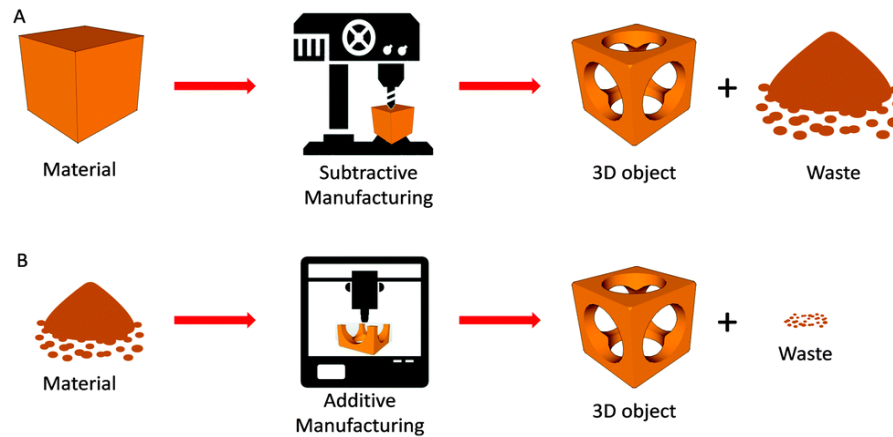 A
Material
Subtractive
Manufacturing
3D object
+
Waste
B
Material
Additive
Manufacturing
3D object
+
Waste